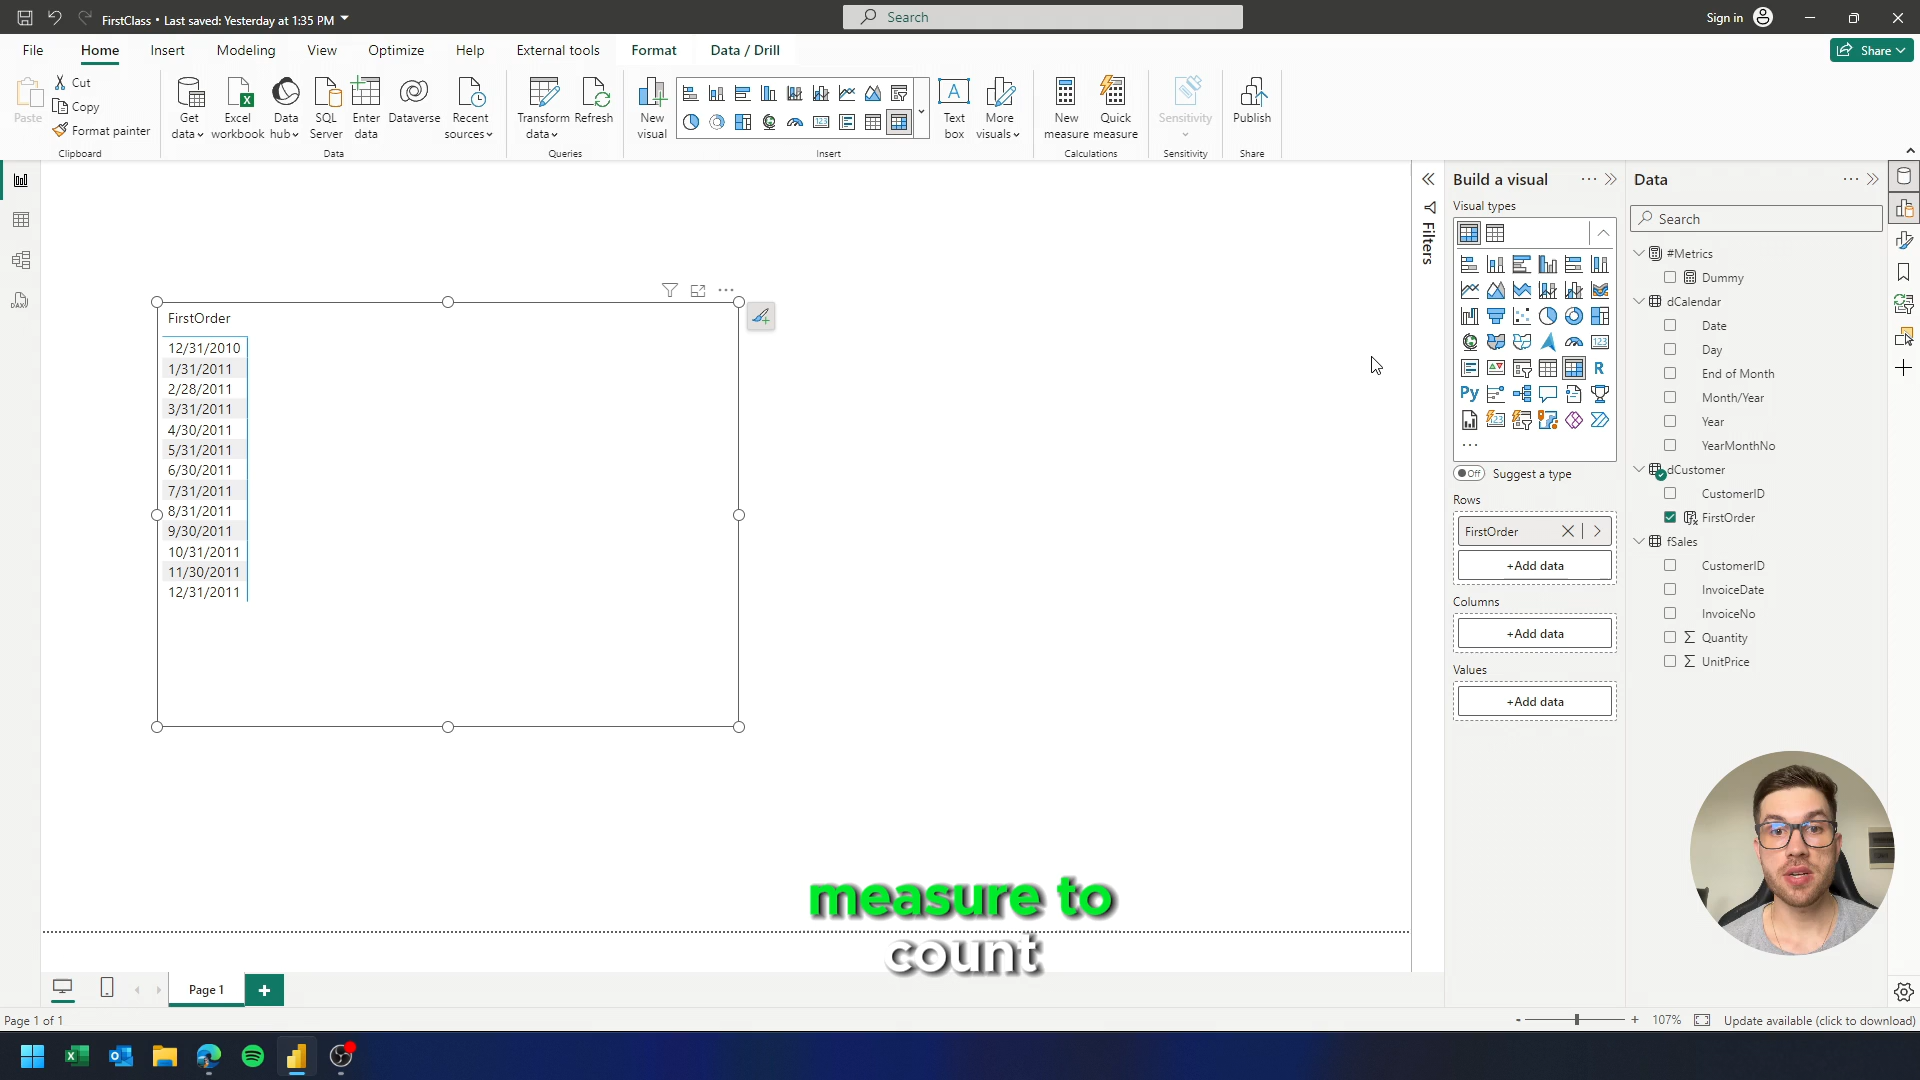 FirstClass • Last saved: Yesterday at 1:35 PM
Search
Sign in
File
Home
Insert
Modeling
View
Optimize
Help
External tools
Format
Data / Drill
Share
Paste
Cut
Copy
Format painter
Clipboard
Get data
Excel workbook
Data hub
SQL Server
Enter data
Dataverse
Recent sources
Data
Transform data
Refresh
Queries
New visual
Insert
Text box
More visuals
New measure
Quick measure
Calculations
Sensitivity
Sensitivity
Publish
Share
FirstOrder
12/31/2010
1/31/2011
2/28/2011
3/31/2011
4/30/2011
5/31/2011
6/30/2011
7/31/2011
8/31/2011
9/30/2011
10/31/2011
11/30/2011
12/31/2011
Filters
Build a visual
Visual types
Off
Suggest a type
Rows
FirstOrder
+Add data
Columns
+Add data
Values
+Add data
Data
Search
#Metrics
Dummy
dCalendar
Date
Day
End of Month
Month/Year
Year
YearMonthNo
dCustomer
CustomerID
FirstOrder
fSales
CustomerID
InvoiceDate
InvoiceNo
Quantity
UnitPrice
measure to
count
Page 1
Page 1 of 1
107%
Update available (click to download)